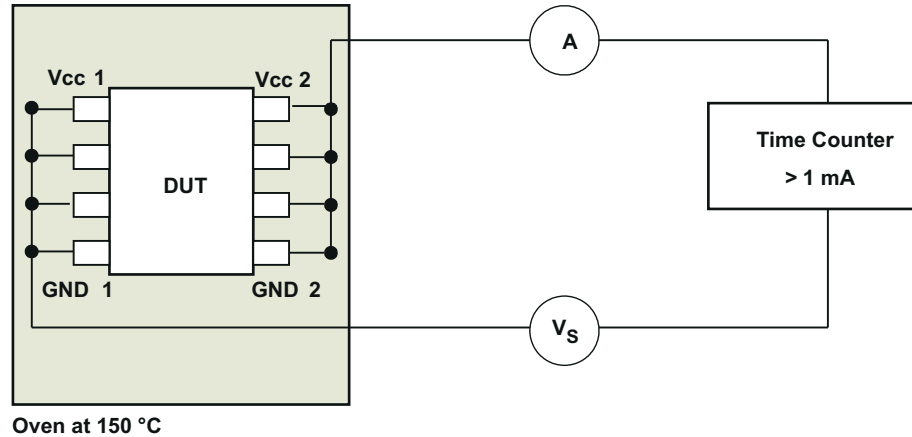 A
Vcc 1
Vcc 2
Time Counter
> 1 mA
DUT
GND 1
GND 2
VS
Oven at 150 °C